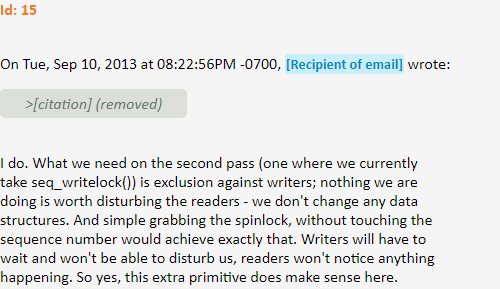 Id: 15
On Tue, Sep 10, 2013 at 08:22:56PM -0700, [Recipient of email] wrote:
>[citation] (removed)
I do. What we need on the second pass (one where we currently
take seq_writelock()) is exclusion against writers; nothing we are
doing is worth disturbing the readers - we don't change any data
structures. And simple grabbing the spinlock, without touching the
sequence number would achieve exactly that. Writers will have to
wait and won't be able to disturb us, readers won't notice anything
happening. So yes, this extra primitive does make sense here.